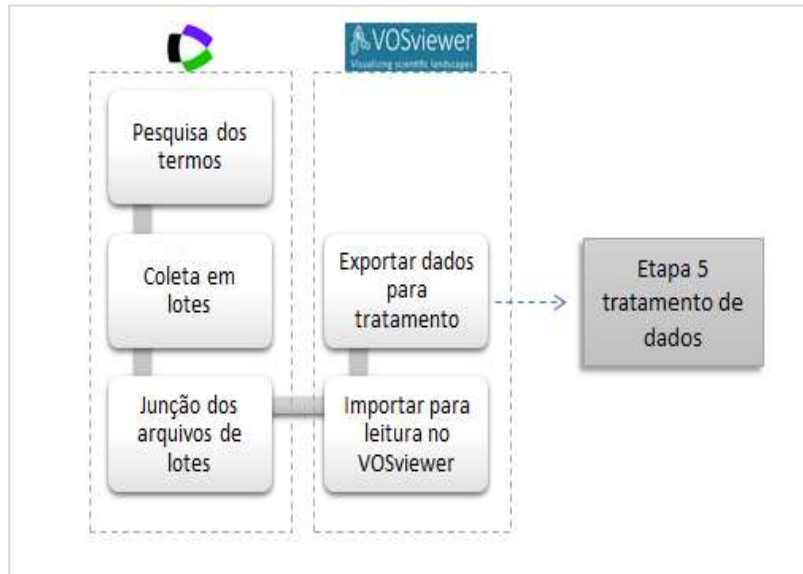 VOSviewer
Visualizing scientific landscapes
Pesquisa dos
termos
Coleta em
lotes
Junção dos
arquivos de
lotes
Exportar dados
para
tratamento
Importar para
leitura no
VOSviewer
Etapa 5
tratamento de
dados